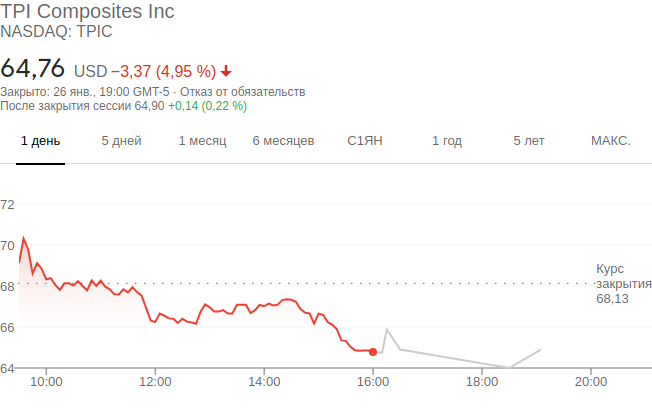 TPI Composites Inc
NASDAQ: TPIC
64,76 USD −3,37 (4,95 %)
Закрыто: 26 янв., 19:00 GMT-5 · Отказ от обязательств
После закрытия сессии 64,90 +0,14 (0,22 %)
1 день 5 дней 1 месяц 6 месяцев С1ЯН 1 год 5 лет МАКС.
72
70
Курс
68 закрытия
68,13
66
64
10:00 12:00 14:00 16:00 18:00 20:00